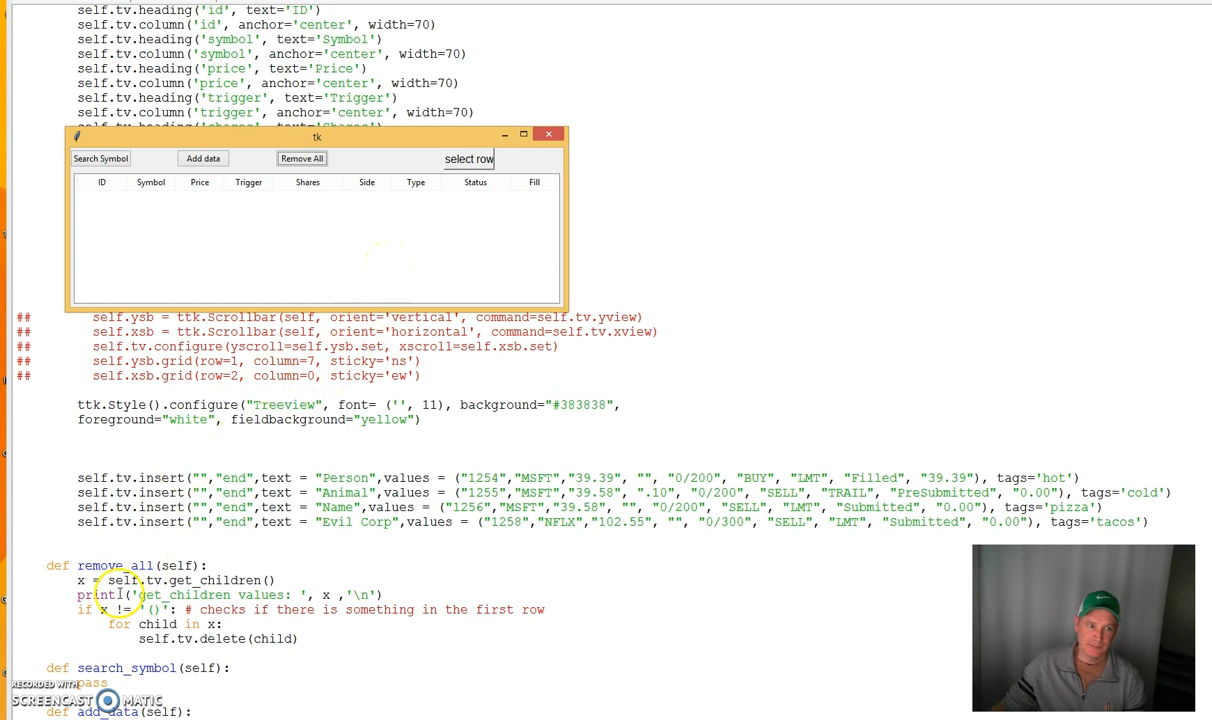 self.tv.heading('id', text='ID')
self.tv.column('id', anchor='center', width=70)
self.tv.heading('symbol', text='Symbol')
self.tv.column('symbol', anchor='center', width=70)
self.tv.heading('price', text='Price')
self.tv.column('price', anchor='center', width=70)
self.tv.heading('trigger', text='Trigger')
self.tv.column('trigger', anchor='center', width=70)
tk
Search Symbol Add data Remove All select row
ID Symbol Price Trigger Shares Side Type Status Fill
## self.ysb = ttk.Scrollbar(self, orient='vertical', command=self.tv.yview)
## self.xsb = ttk.Scrollbar(self, orient='horizontal', command=self.tv.xview)
## self.tv.configure(yscroll=self.ysb.set, xscroll=self.xsb.set)
## self.ysb.grid(row=1, column=7, sticky='ns')
## self.xsb.grid(row=2, column=0, sticky='ew')
ttk.Style().configure("Treeview", font= ('', 11), background="#383838",
foreground="white", fieldbackground="yellow")
self.tv.insert("","end",text = "Person",values = ("1254","MSFT","39.39", "", "0/200", "BUY", "LMT", "Filled", "39.39"), tags='hot')
self.tv.insert("","end",text = "Animal",values = ("1255","MSFT","39.58", ".10", "0/200", "SELL", "TRAIL", "PreSubmitted", "0.00"), tags='cold')
self.tv.insert("","end",text = "Name",values = ("1256","MSFT","39.58", "", "0/200", "SELL", "LMT", "Submitted", "0.00"), tags='pizza')
self.tv.insert("","end",text = "Evil Corp",values = ("1258","NFLX","102.55", "", "0/300", "SELL", "LMT", "Submitted", "0.00"), tags='tacos')
def remove_all(self):
x = self.tv.get_children()
print('get_children values: ', x ,'\n')
if x != '()': # checks if there is something in the first row
for child in x:
self.tv.delete(child)
def search_symbol(self):
pass
RECORDED WITH
SCREENCAST MATIC
def add_data(self):